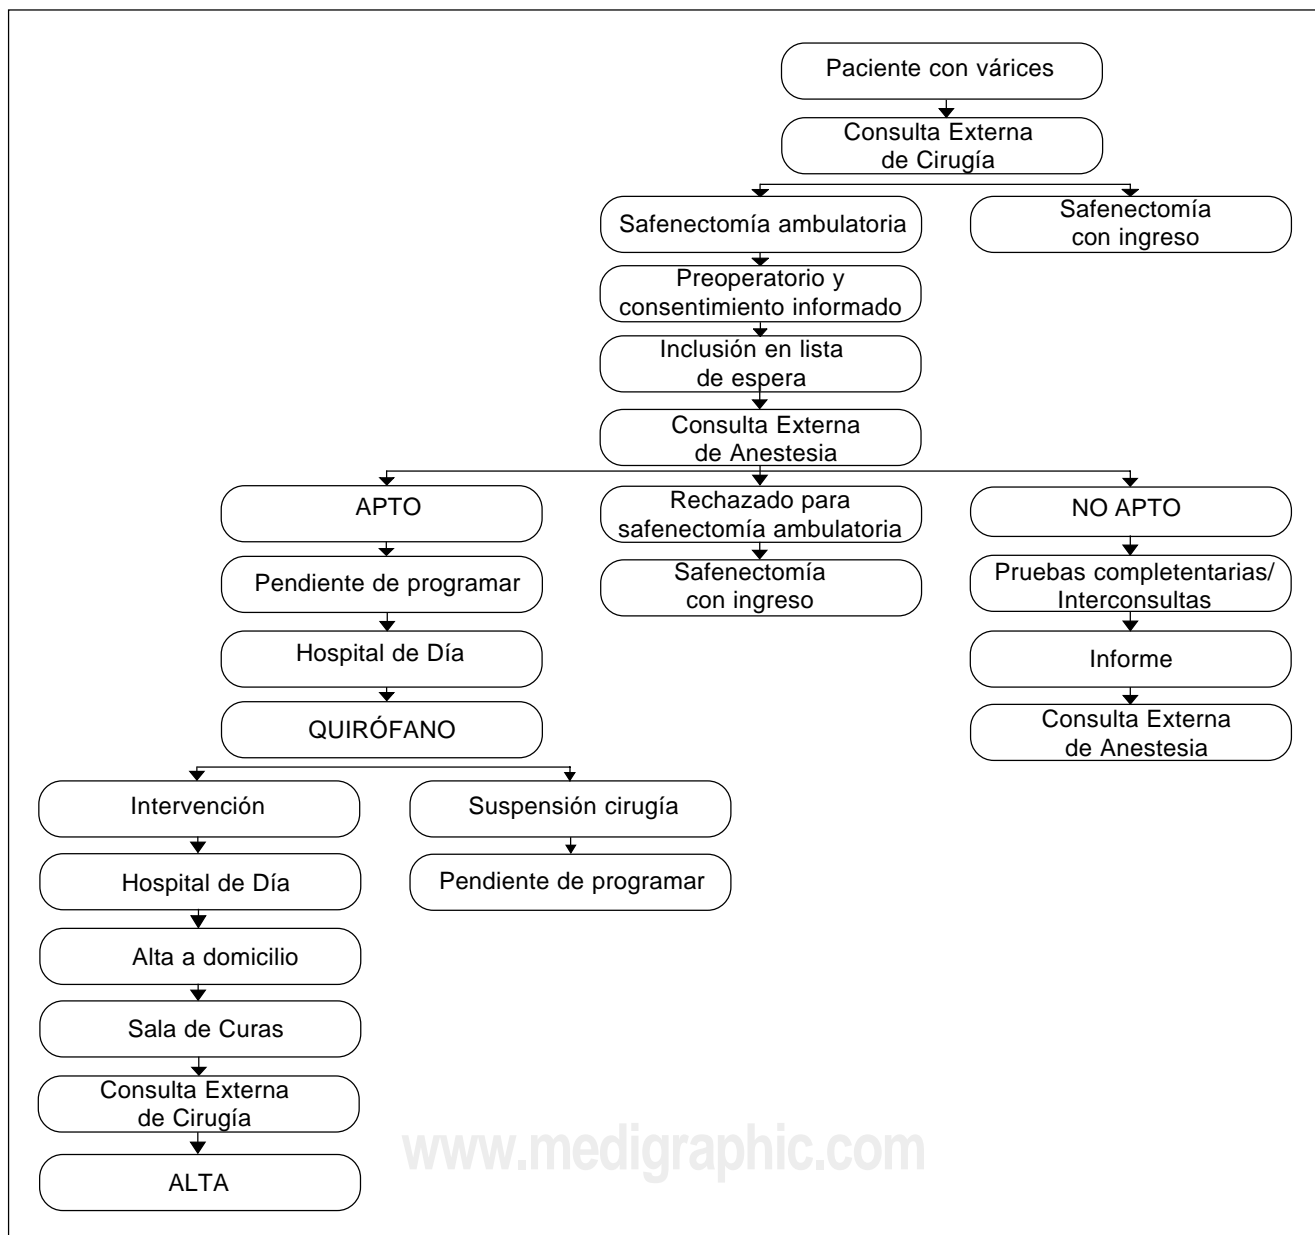 Paciente con várices
Consulta Externa
de Cirugía
Safenectomía ambulatoria
Safenectomía
con ingreso
Preoperatorio y
consentimiento informado
Inclusión en lista
de espera
Consulta Externa
de Anestesia
APTO
Rechazado para
safenectomía ambulatoria
NO APTO
Pendiente de programar
Safenectomía
con ingreso
Pruebas completentarias/
Interconsultas
Hospital de Día
Informe
QUIRÓFANO
Consulta Externa
de Anestesia
Intervención
Suspensión cirugía
Hospital de Día
Pendiente de programar
Alta a domicilio
Sala de Curas
Consulta Externa
de Cirugía
www.medigraphic.com
ALTA